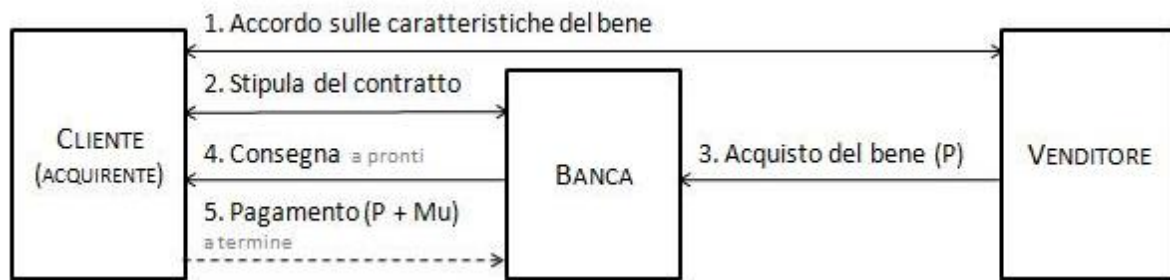 1. Accordo sulle caratteristiche del bene
2. Stipula del contratto
CLIENTE
(ACQUIRENTE)
4. Consegna a pronti
BANCA
3. Acquisto del bene (P)
VENDITORE
5. Pagamento (P + Mu)
a termine